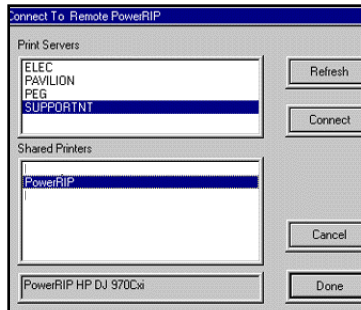 Connect To Remote PowerRIP
Print Servers
ELEC
PAVILION
PEG
SUPPORTNT
Refresh
Connect
Shared Printers
PowerRIP
Cancel
PowerRIP HP DJ 970Cxi
Done